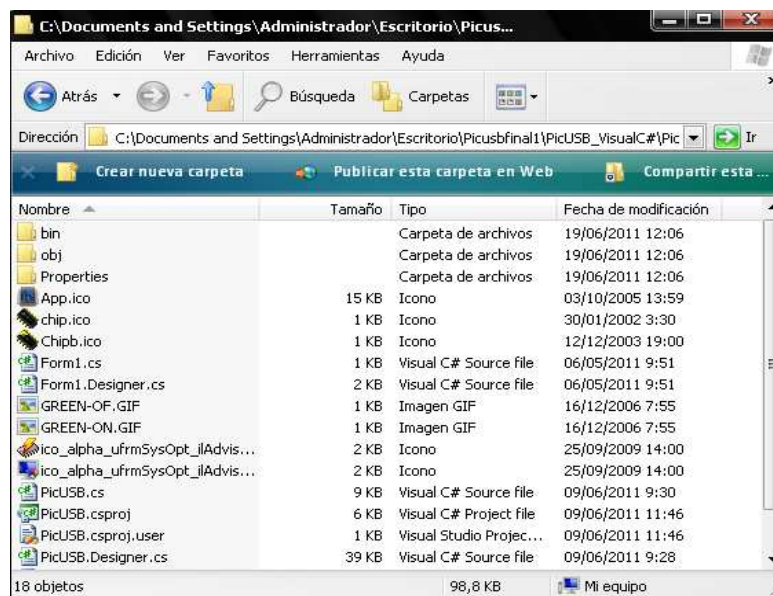 C:\Documents and Settings\Administrador\Escritorio\Picus...
Archivo Edición Ver Favoritos Herramientas Ayuda
Atrás Búsqueda Carpetas
Dirección C:\Documents and Settings\Administrador\Escritorio\Picusbfinal1\PicUSB_VisualC#\Pic Ir
Crear nueva carpeta Publicar esta carpeta en Web Compartir esta ...
Nombre Tamaño Tipo Fecha de modificación
bin Carpeta de archivos 19/06/2011 12:06
obj Carpeta de archivos 19/06/2011 12:06
Properties Carpeta de archivos 19/06/2011 12:06
App.ico 15 KB Icono 03/10/2005 13:59
chip.ico 1 KB Icono 30/01/2002 3:30
Chipb.ico 1 KB Icono 12/12/2003 19:00
Form1.cs 1 KB Visual C# Source file 06/05/2011 9:51
Form1.Designer.cs 2 KB Visual C# Source file 06/05/2011 9:51
GREEN-OF.GIF 1 KB Imagen GIF 16/12/2006 7:55
GREEN-ON.GIF 1 KB Imagen GIF 16/12/2006 7:55
ico_alpha_ufrmSysOpt_ilAdvis... 2 KB Icono 25/09/2009 14:00
ico_alpha_ufrmSysOpt_ilAdvis... 2 KB Icono 25/09/2009 14:00
PicUSB.cs 9 KB Visual C# Source file 09/06/2011 9:30
PicUSB.csproj 6 KB Visual C# Project file 09/06/2011 11:46
PicUSB.csproj.user 1 KB Visual Studio Projec... 09/06/2011 11:46
PicUSB.Designer.cs 39 KB Visual C# Source file 09/06/2011 9:28
18 objetos 98,8 KB Mi equipo